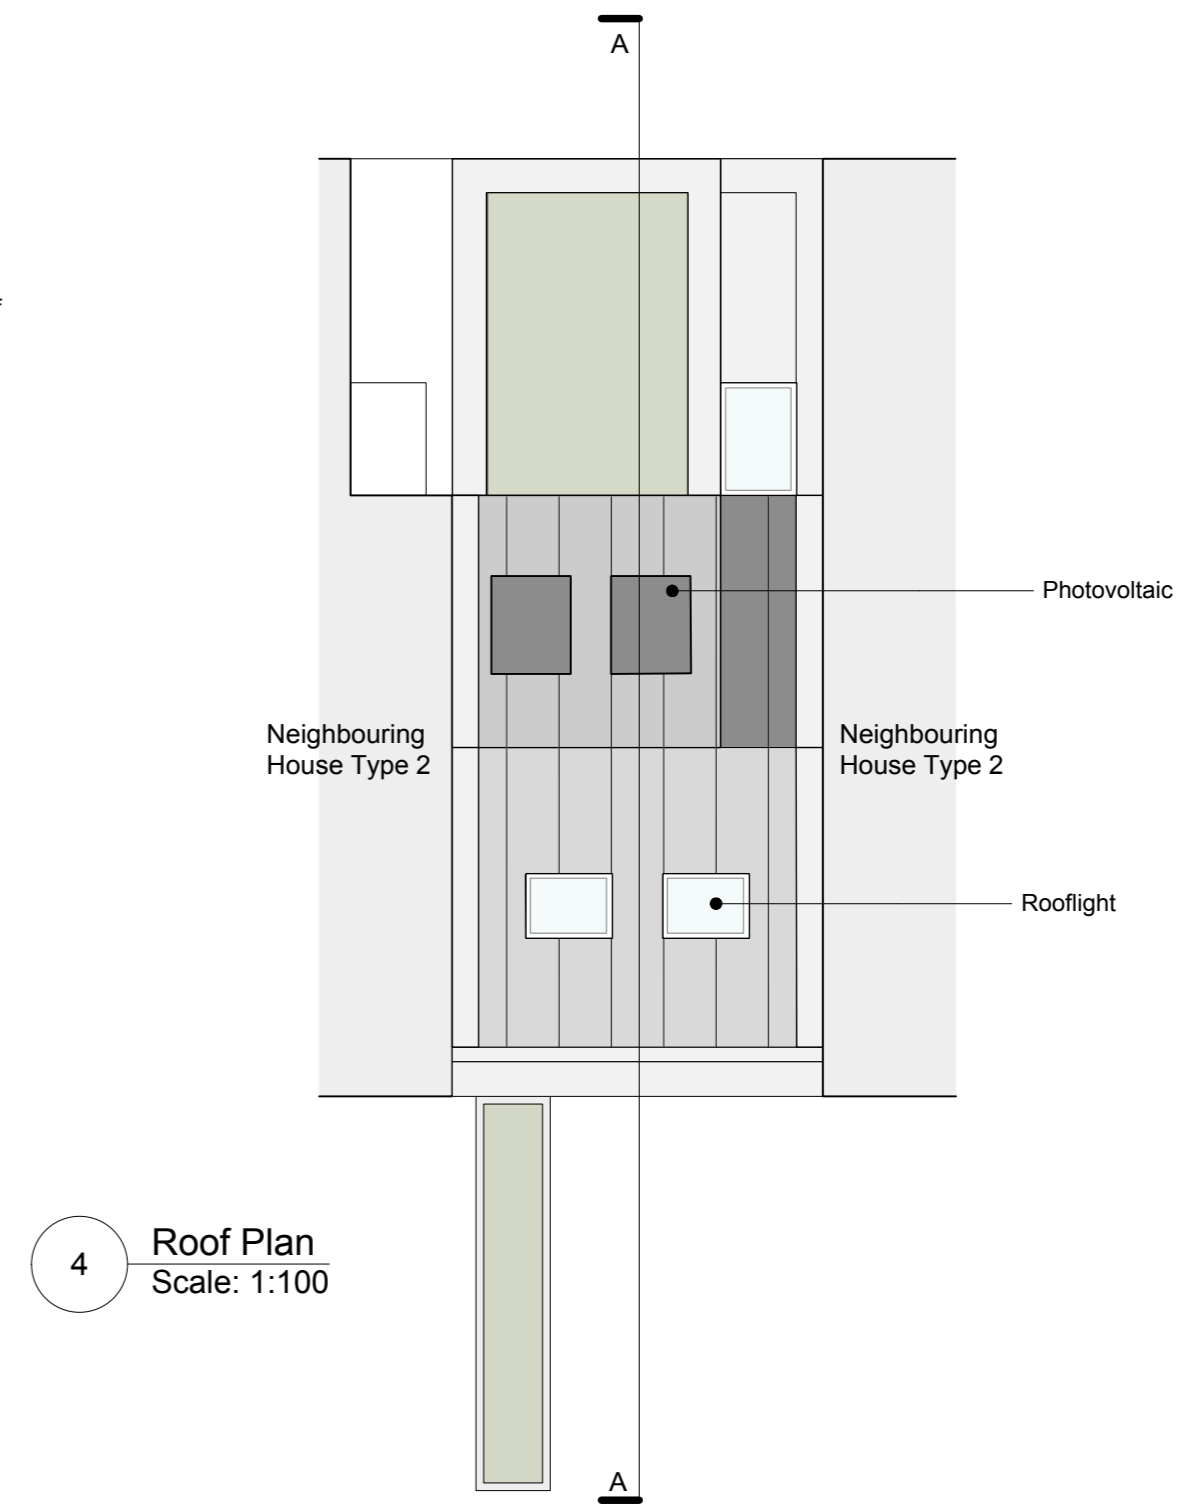 A
Photovoltaic
Neighbouring
House Type 2
Neighbouring
House Type 2
Rooflight
4
Roof Plan
Scale: 1:100
A